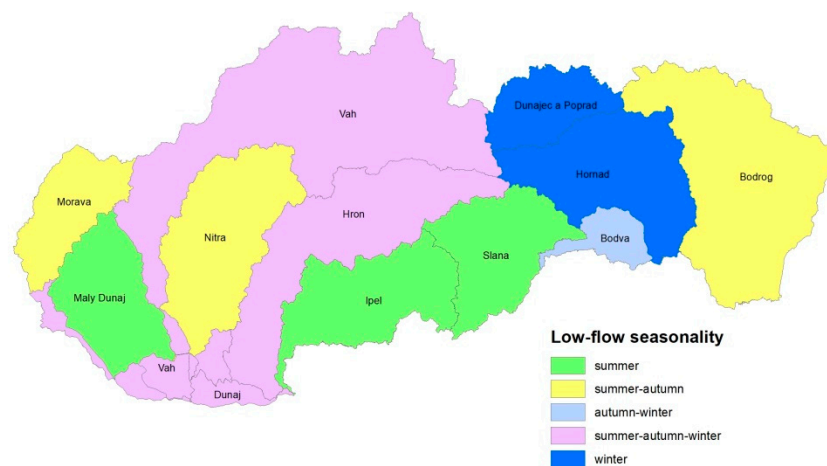 Vah
Dunajec a Poprad
Hornad
Bodrog
Morava
Hron
Nitra
Bodva
Slana
Maly Dunaj
Ipel
Vah
Dunaj
Low-flow seasonality
summer
summer-autumn
autumn-winter
summer-autumn-winter
winter